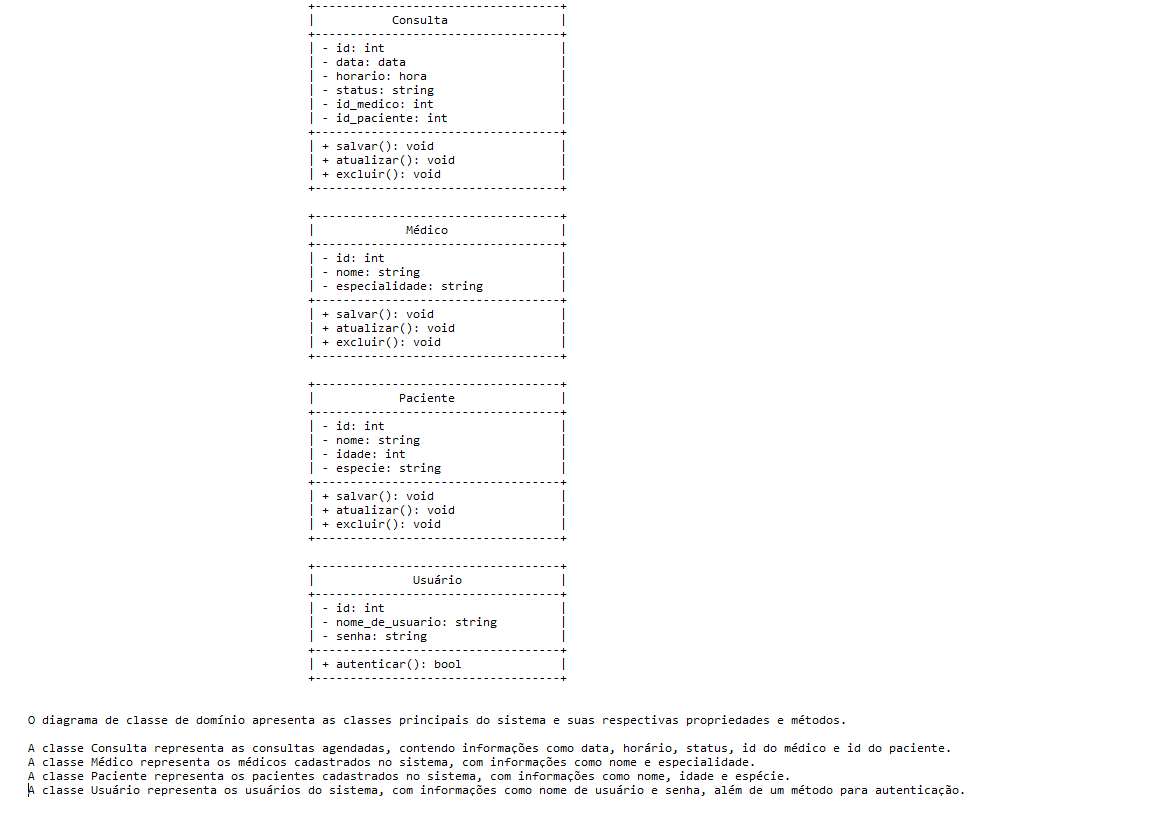 +-----------------------------------+
|           Consulta                |
+-----------------------------------+
| - id: int                         |
| - data: data                      |
| - horario: hora                   |
| - status: string                  |
| - id_medico: int                  |
| - id_paciente: int                |
+-----------------------------------+
| + salvar(): void                  |
| + atualizar(): void               |
| + excluir(): void                 |
+-----------------------------------+
+-----------------------------------+
|             Médico                |
+-----------------------------------+
| - id: int                         |
| - nome: string                    |
| - especialidade: string           |
+-----------------------------------+
| + salvar(): void                  |
| + atualizar(): void               |
| + excluir(): void                 |
+-----------------------------------+
+-----------------------------------+
|            Paciente               |
+-----------------------------------+
| - id: int                         |
| - nome: string                    |
| - idade: int                      |
| - especie: string                 |
+-----------------------------------+
| + salvar(): void                  |
| + atualizar(): void               |
| + excluir(): void                 |
+-----------------------------------+
+-----------------------------------+
|              Usuário              |
+-----------------------------------+
| - id: int                         |
| - nome_de_usuario: string         |
| - senha: string                   |
+-----------------------------------+
| + autenticar(): bool              |
+-----------------------------------+
O diagrama de classe de domínio apresenta as classes principais do sistema e suas respectivas propriedades e métodos.
A classe Consulta representa as consultas agendadas, contendo informações como data, horário, status, id do médico e id do paciente.
A classe Médico representa os médicos cadastrados no sistema, com informações como nome e especialidade.
A classe Paciente representa os pacientes cadastrados no sistema, com informações como nome, idade e espécie.
A classe Usuário representa os usuários do sistema, com informações como nome de usuário e senha, além de um método para autenticação.